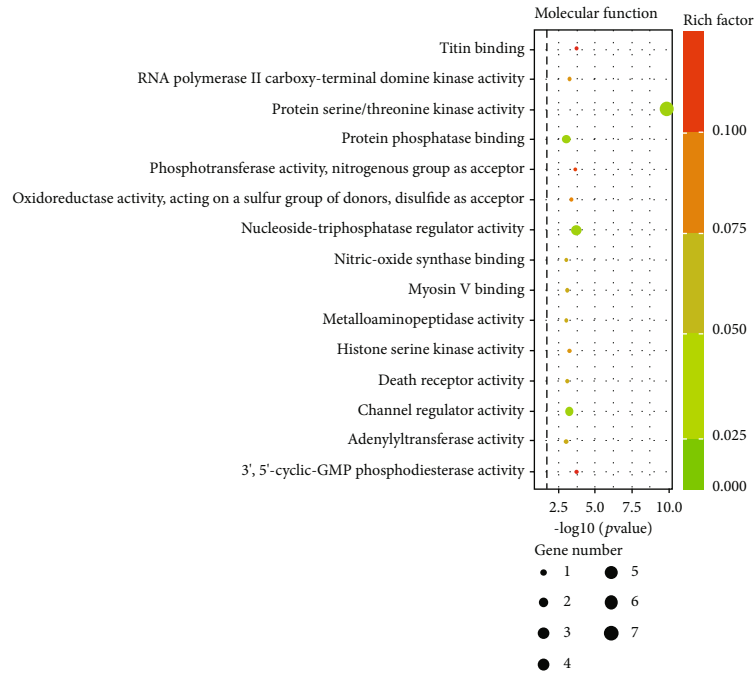 Molecular function
Rich factor
Titin binding
RNA polymerase II carboxy-terminal domine kinase activity
Protein serine/threonine kinase activity
Protein phosphatase binding
Phosphotransferase activity, nitrogenous group as acceptor
Oxidoreductase activity, acting on a sulfur group of donors, disulfide as acceptor
Nucleoside-triphosphatase regulator activity
Nitric-oxide synthase binding
Myosin V binding
Metalloaminopeptidase activity
Histone serine kinase activity
Death receptor activity
Channel regulator activity
Adenylyltransferase activity
3', 5'-cyclic-GMP phosphodiesterase activity
0.100
0.075
0.050
0.025
0.000
2.5 5.0 7.5 10.0
-log10 (pvalue)
Gene number
1 5
2 6
3 7
4